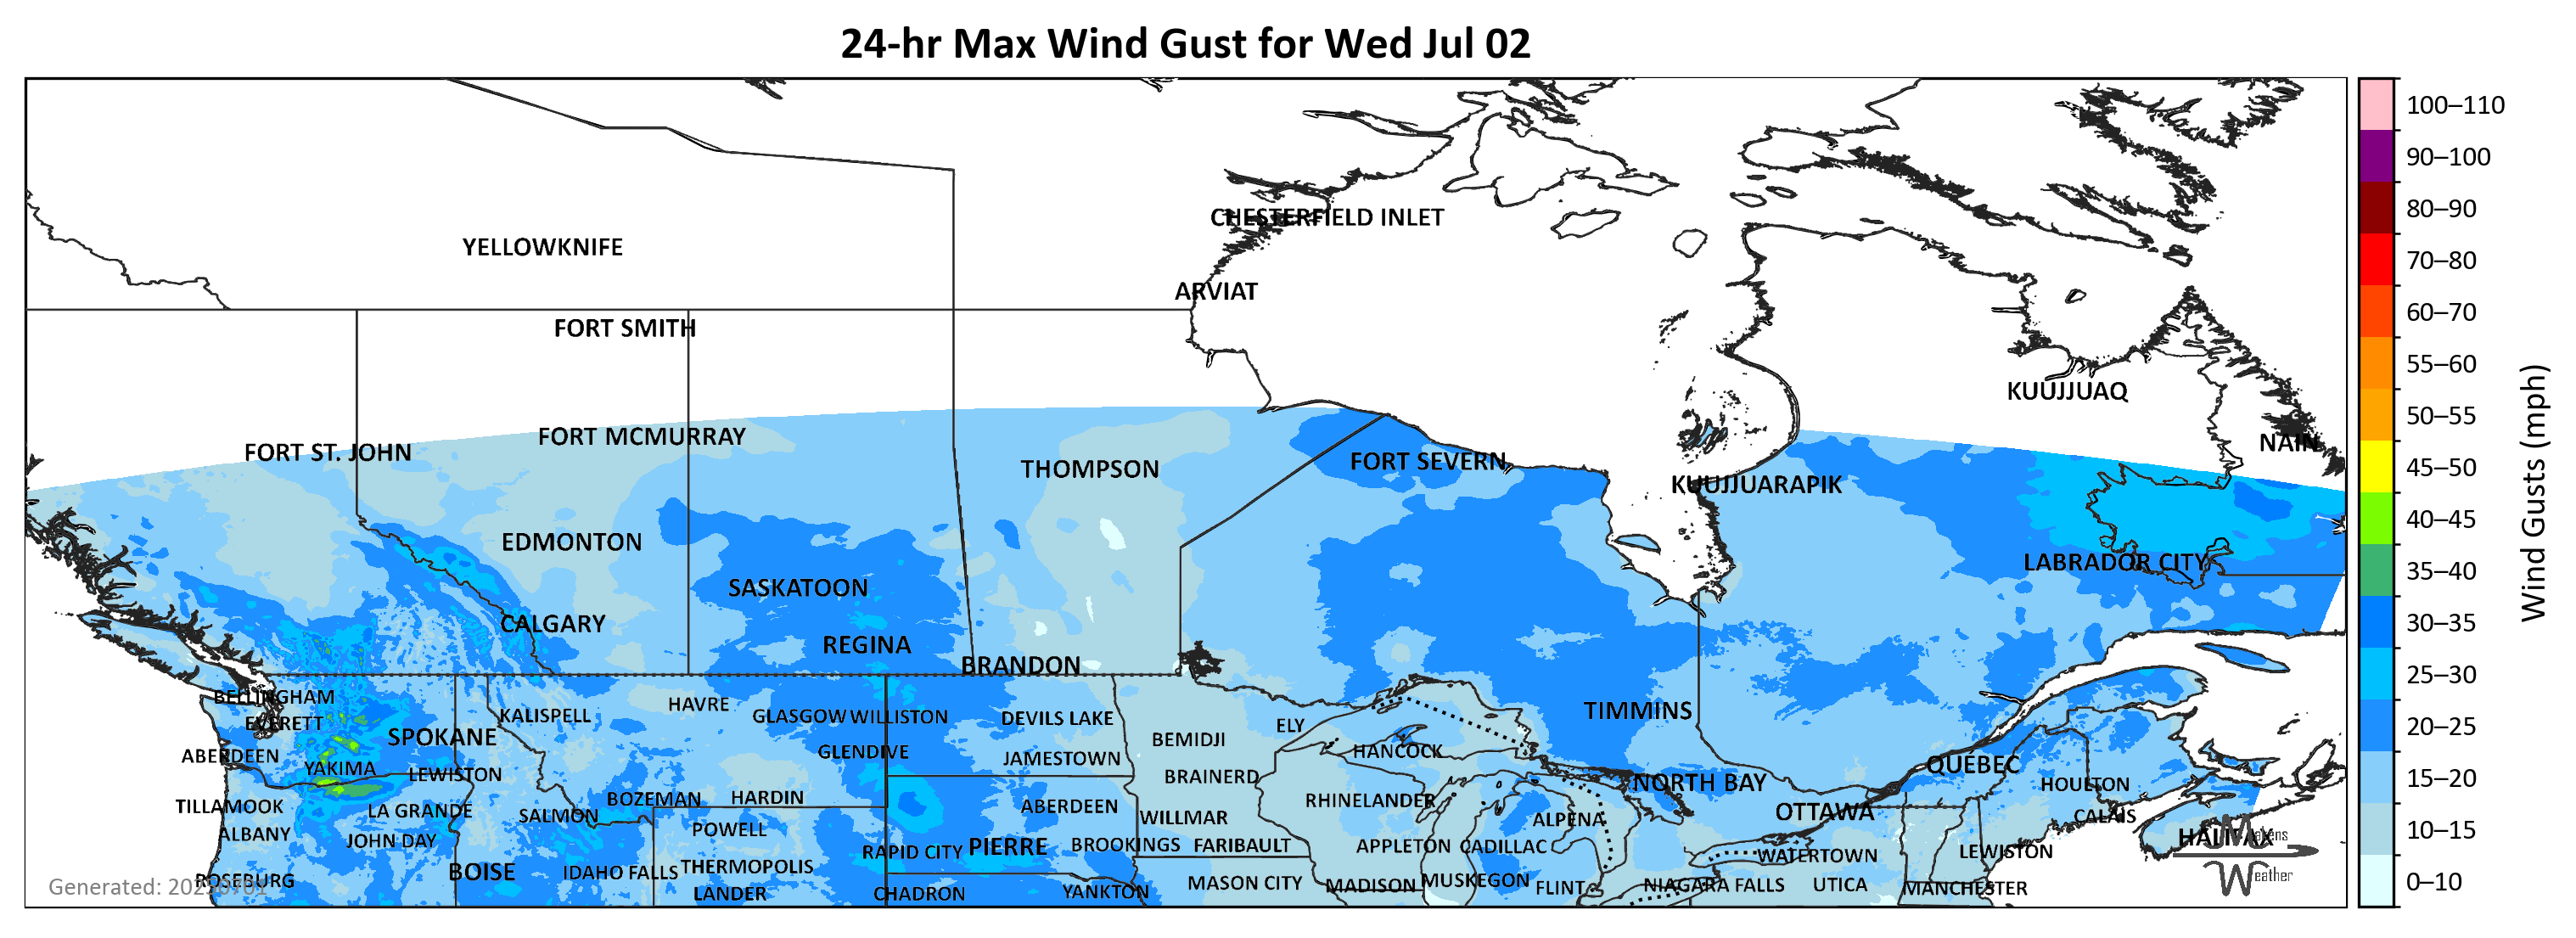 24-hr Max Wind Gust for Wed Jul 02
100–110
90–100
80–90
70–80
60–70
55–60
50–55
45–50
40–45
35–40
30–35
25–30
20–25
15–20
10–15
0–10
Wind Gusts (mph)
CHESTERFIELD INLET
YELLOWKNIFE
ARVIAT
FORT SMITH
KUUJJUAQ
FORT MCMURRAY
NAIN
FORT ST. JOHN
FORT SEVERN
THOMPSON
KUUJJUARAPIK
EDMONTON
LABRADOR CITY
SASKATOON
CALGARY
REGINA
BRANDON
BELLINGHAM
HAVRE
TIMMINS
KALISPELL
GLASGOW
WILLISTON
DEVILS LAKE
EVERETT
ELY
SPOKANE
BEMIDJI
HANCOCK
GLENDIVE
ABERDEEN
JAMESTOWN
QUEBEC
YAKIMA
LEWISTON
BRAINERD
NORTH BAY
HOULTON
BOZEMAN
HARDIN
RHINELANDER
TILLAMOOK
ABERDEEN
LA GRANDE
OTTAWA
SALMON
WILLMAR
CALAIS
ALPENA
POWELL
ALBANY
HALIFAX
Makens
JOHN DAY
PIERRE
BROOKINGS
FARIBAULT
APPLETON
CADILLAC
RAPID CITY
LEWISTON
WATERTOWN
THERMOPOLIS
BOISE
IDAHO FALLS
Weather
ROSEBURG
MUSKEGON
MASON CITY
MADISON
NIAGARA FALLS
UTICA
FLINT
MANCHESTER
LANDER
CHADRON
YANKTON
Generated: